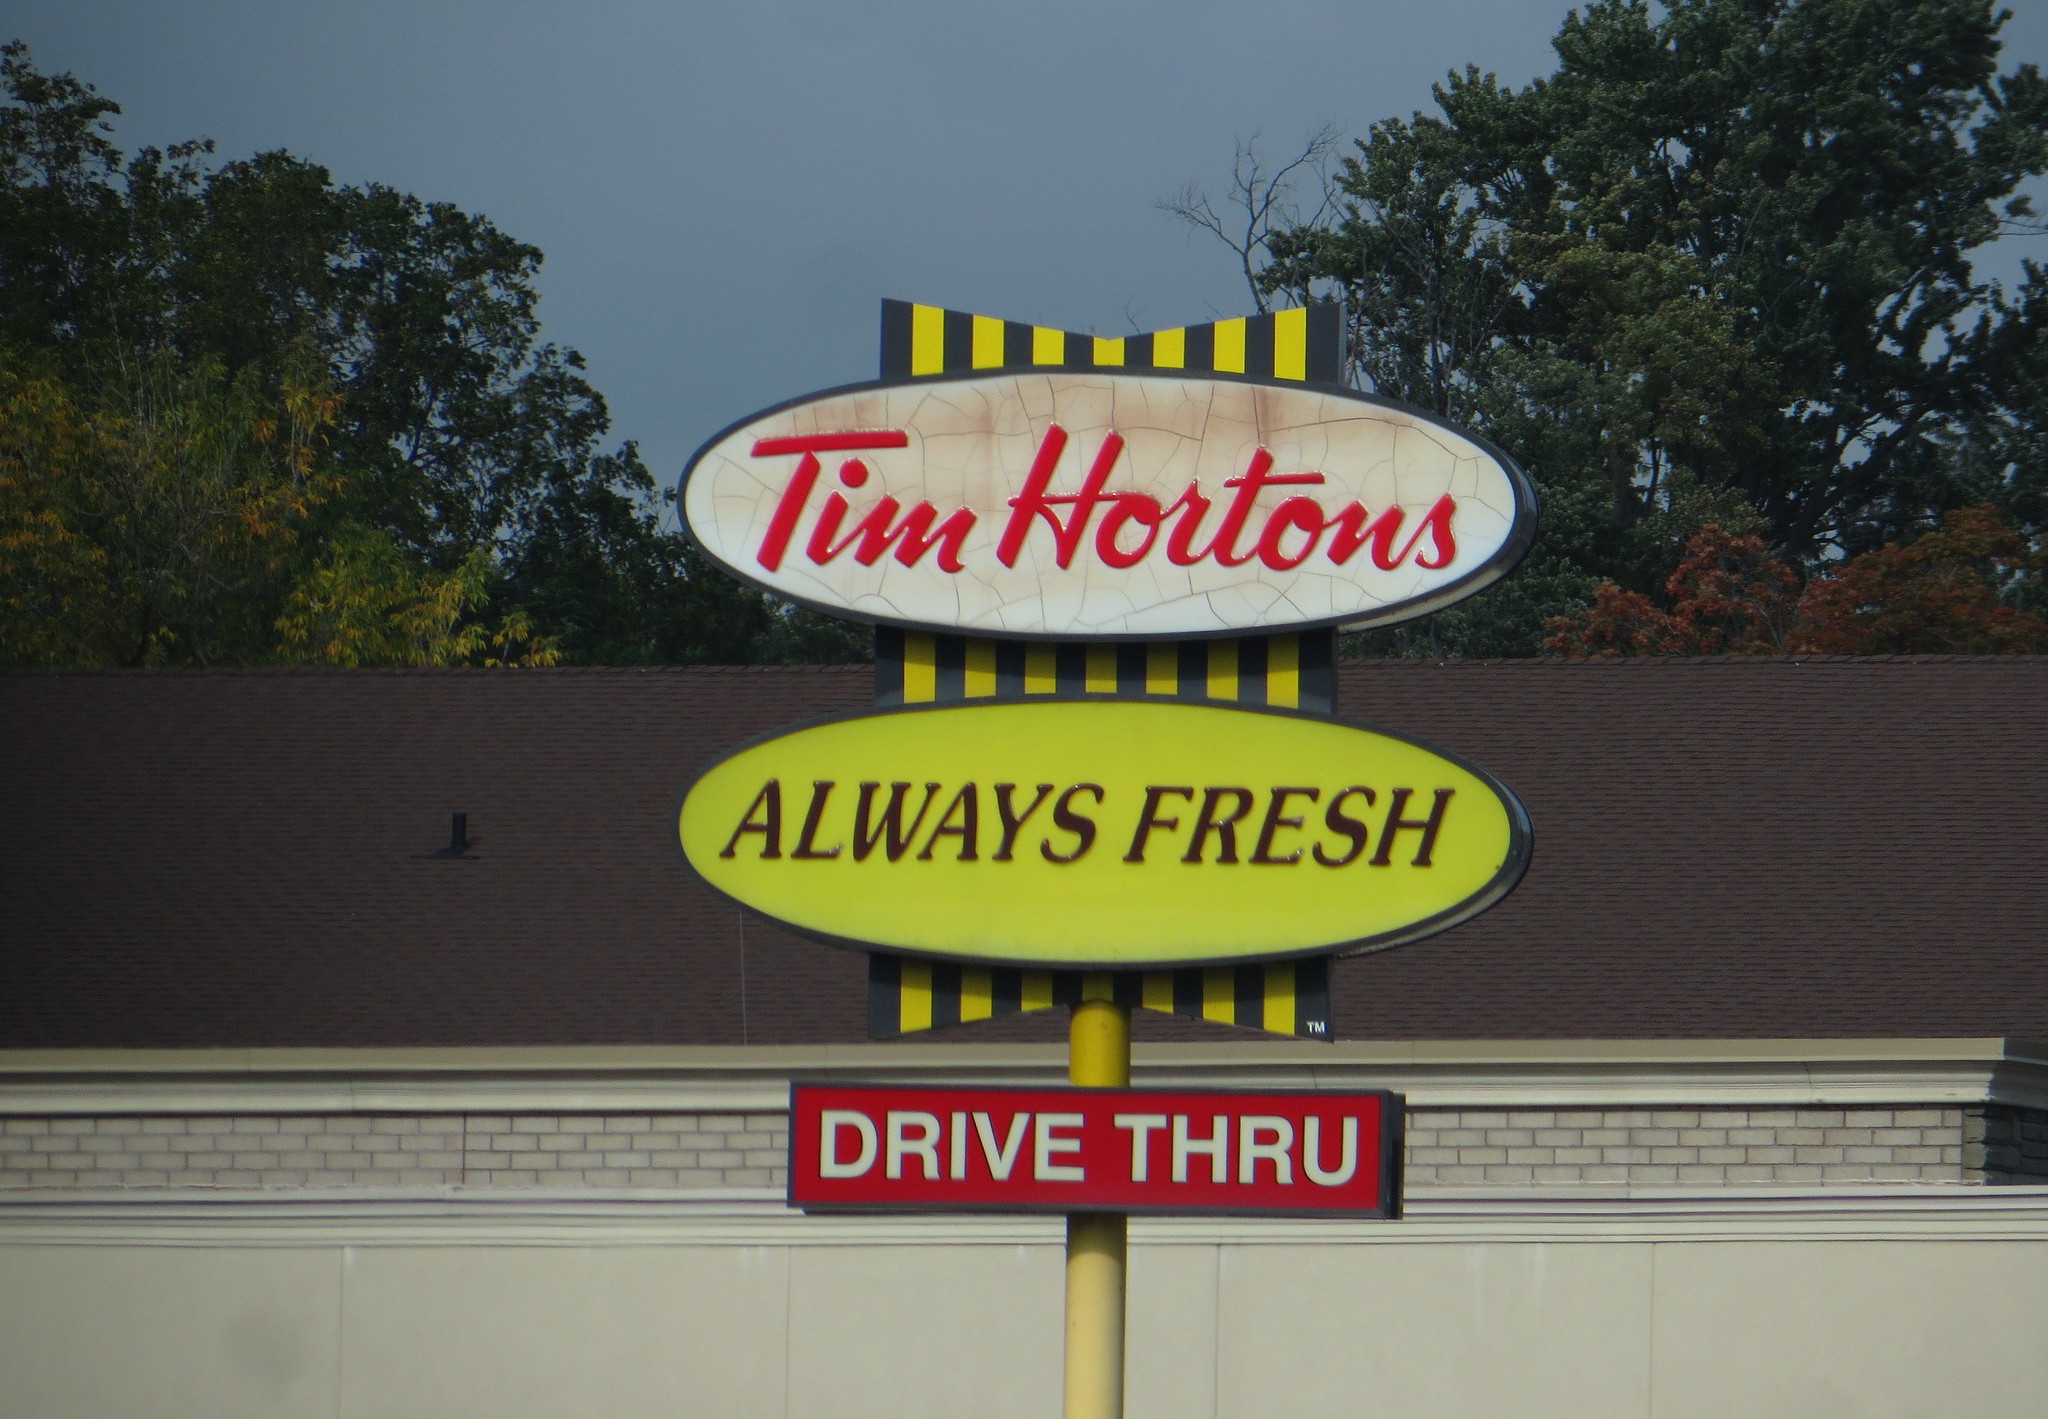 Tim Hortons
ALWAYS FRESH
TM
DRIVE THRU